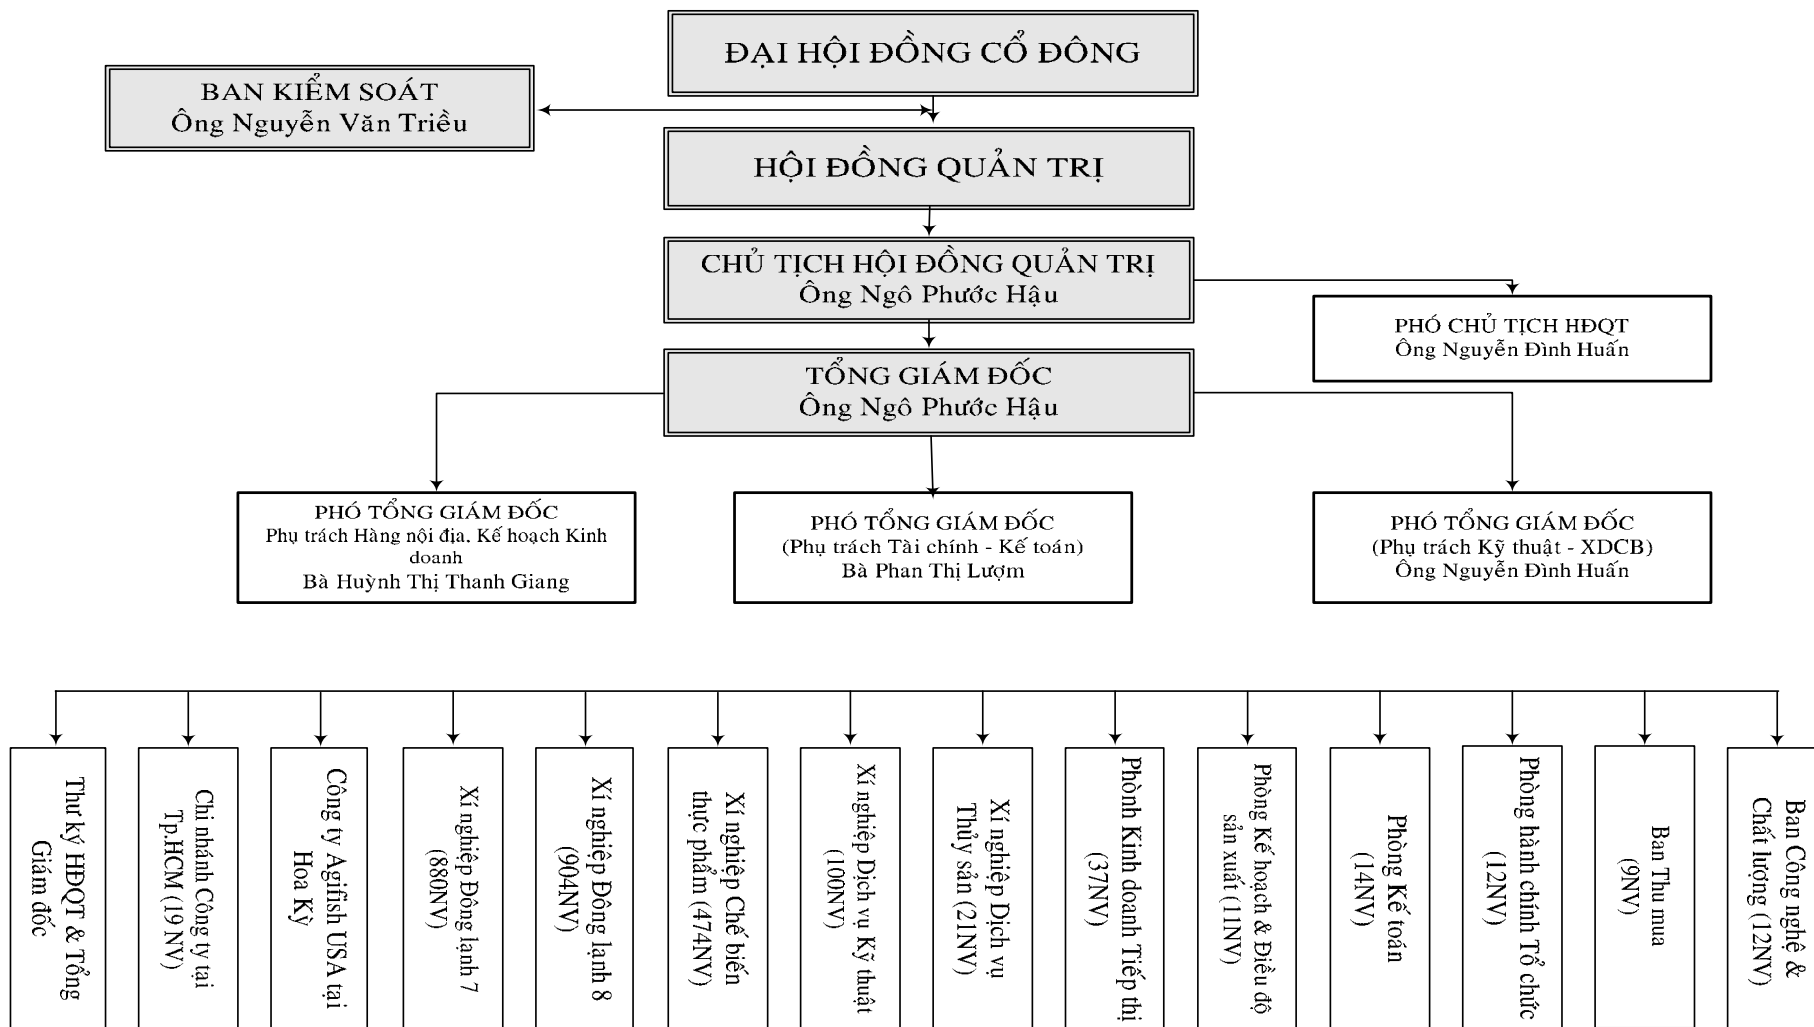 ĐẠI HỘI ĐỒNG CỔ ĐÔNG
BAN KIỂM SOÁT
Ông Nguyễn Văn Triều
HỘI ĐỒNG QUẢN TRỊ
CHỦ TỊCH HỘI ĐỒNG QUẢN TRỊ
Ông Ngô Phước Hậu
PHÓ CHỦ TỊCH HĐQT
Ông Nguyễn Đình Huấn
TỔNG GIÁM ĐỐC
Ông Ngô Phước Hậu
PHÓ TỔNG GIÁM ĐỐC
Phụ trách Hàng nội địa. Kế hoạch Kinh
doanh
Bà Huỳnh Thị Thanh Giang
PHÓ TỔNG GIÁM ĐỐC
(Phụ trách Tài chính - Kế toán)
Bà Phan Thị Lượm
PHÓ TỔNG GIÁM ĐỐC
(Phụ trách Kỹ thuật - XDCB)
Ông Nguyễn Đình Huấn
Thư ký HĐQT & Tổng
Giám đốc
Chi nhánh Công ty tại
Tp.HCM (19 NV)
Công ty Agifish USA tại
Hoa Kỳ
Xí nghiệp Đông lạnh 7
(880NV)
Xí nghiệp Đông lạnh 8
(904NV)
Xí nghiệp Chế biến
thực phẩm (474NV)
Xí nghiệp Dịch vụ Kỹ thuật
(100NV)
Xí nghiệp Dịch vụ
Thủy sản (21NV)
Phònh Kinh doanh Tiếp thị
(37NV)
Phòng Kế hoạch & Điều độ
sản xuất (11NV)
Phòng Kế toán
(14NV)
Phòng hành chính Tổ chức
(12NV)
Ban Thu mua
(9NV)
Ban Công nghệ &
Chất lượng (12NV)